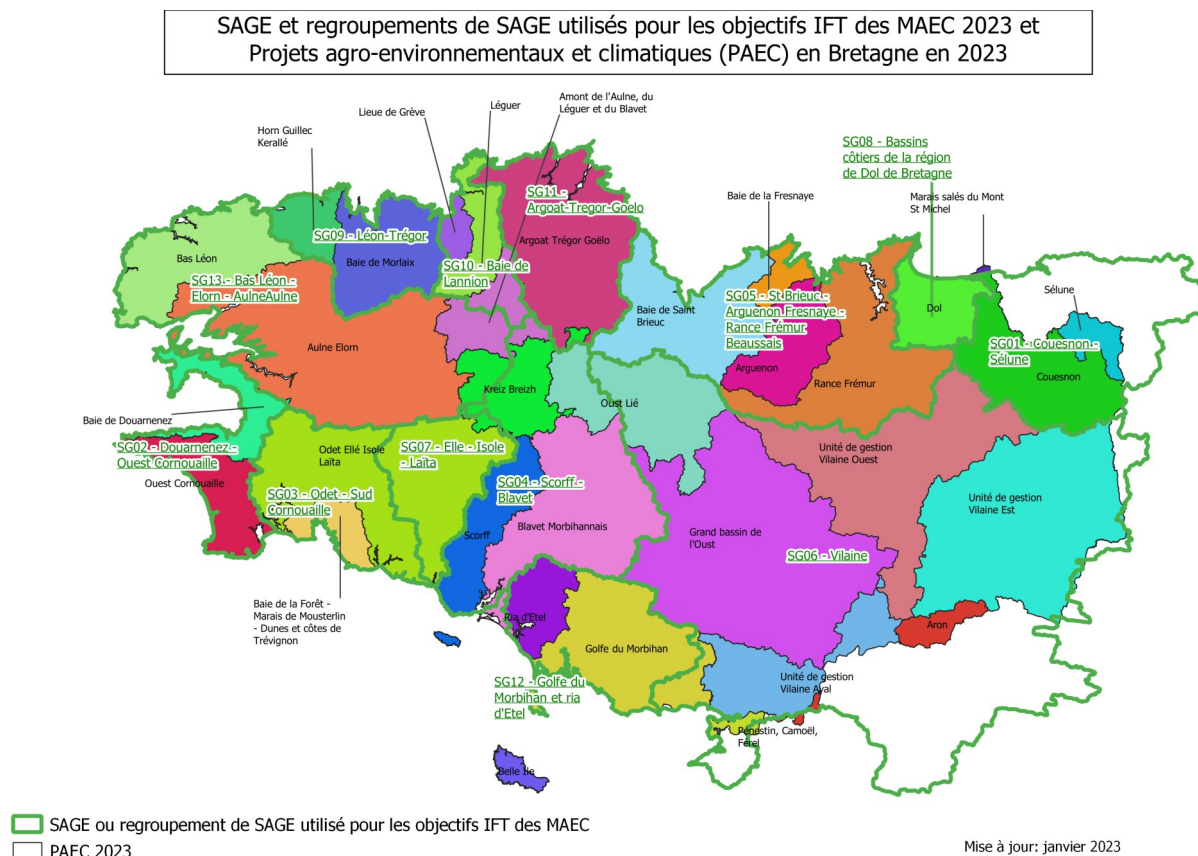 SAGE et regroupements de SAGE utilisés pour les objectifs IFT des MAEC 2023 et
Projets agro-environnementaux et climatiques (PAEC) en Bretagne en 2023
Amont de l'Aulne, du
Léguer et du Blavet
Léguer
Lieue de Grève
Horn Guillec
Kerallé
SG08 - Bassins
côtiers de la région
de Dol de Bretagne
Baie de la Fresnaye
Marais salés du Mont
St Michel
SG11 -
Argoat-Tregor-Goelo
SG09 - Léon-Trégor
Argoat Trégor Goëlo
Bas Léon
Baie de Morlaix
SG10 - Baie de
Lannion
SG13 - Bas Léon -
Elorn - AulneAulne
Sélune
Baie de Saint
Brieuc
SG05 - St Brieuc -
Arguenon Fresnaye -
Rance Frémur
Beaussais
Dol
SG01 - Couesnon -
Sélune
Aulne Elorn
Arguenon
Rance Frémur
Couesnon
Kreiz Breizh
Oust Lié
Baie de Douarnenez
SG02 - Douarnenez -
Ouest Cornouaille
Ouest Cornouaille
Odet Ellé Isole
Laïta
SG07 - Elle - Isole
- Laïta
Unité de gestion
Vilaine Ouest
SG03 - Odet - Sud
Cornouaille
SG04 - Scorff -
Blavet
Blavet Morbihannais
Scorff
Unité de gestion
Vilaine Est
Grand bassin de
l'Oust
SG06 - Vilaine
Baie de la Forêt -
Marais de Mousterlin
- Dunes et côtes de
Trévignon
Ria d'Etel
Aron
Golfe du Morbihan
SG12 - Golfe du
Morbihan et ria
d'Etel
Unité de gestion
Vilaine Aval
Pénestin, Camoël,
Férel
Belle Ile
SAGE ou regroupement de SAGE utilisé pour les objectifs IFT des MAEC
PAEC 2023
Mise à jour: janvier 2023